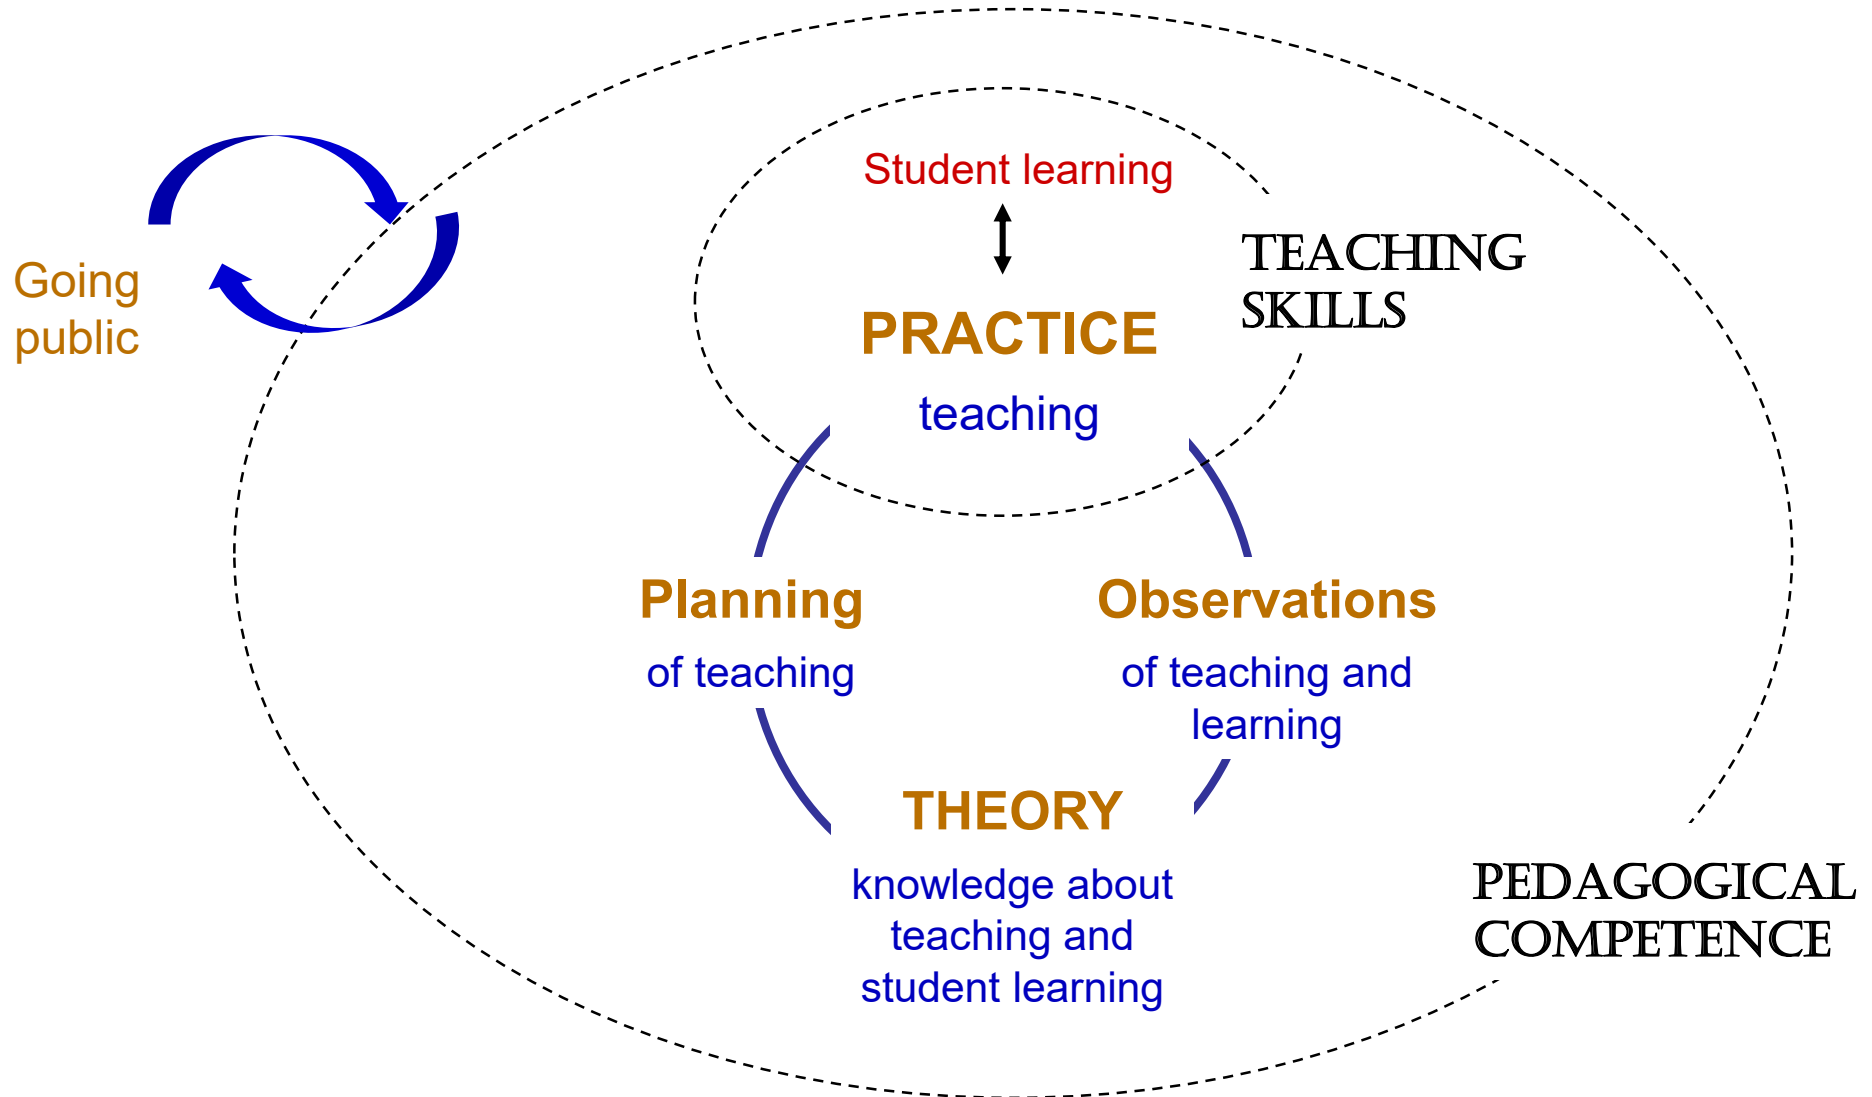 Student learning
TEACHING
SKILLS
Going
public
PRACTICE
teaching
Planning
of teaching
Observations
of teaching and
learning
THEORY
knowledge about
teaching and
student learning
PEDAGOGICAL
COMPETENCE